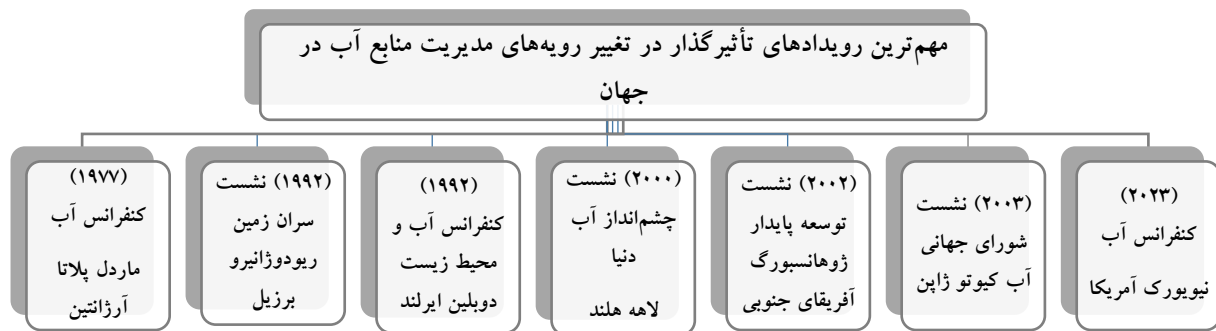 مهم‌ترین رویدادهای تأثیرگذار در تغییر رویه‌های مدیریت منابع آب در
جهان
(۱۹۷۷)
کنفرانس آب
ماردل پلاتا
آرژانتین
(۱۹۹۲) نشست
سران زمین
ریودوژانیرو
برزیل
(۱۹۹۲)
کنفرانس آب و
محیط زیست
دوبلین ایرلند
(۲۰۰۰) نشست
چشم‌انداز آب
دنیا
لاهه هلند
(۲۰۰۲) نشست
توسعه پایدار
ژوهانسبورگ
آفریقای جنوبی
(۲۰۰۳) نشست
شورای جهانی
آب کیوتو ژاپن
(۲۰۲۳)
کنفرانس آب
نیویورک آمریکا